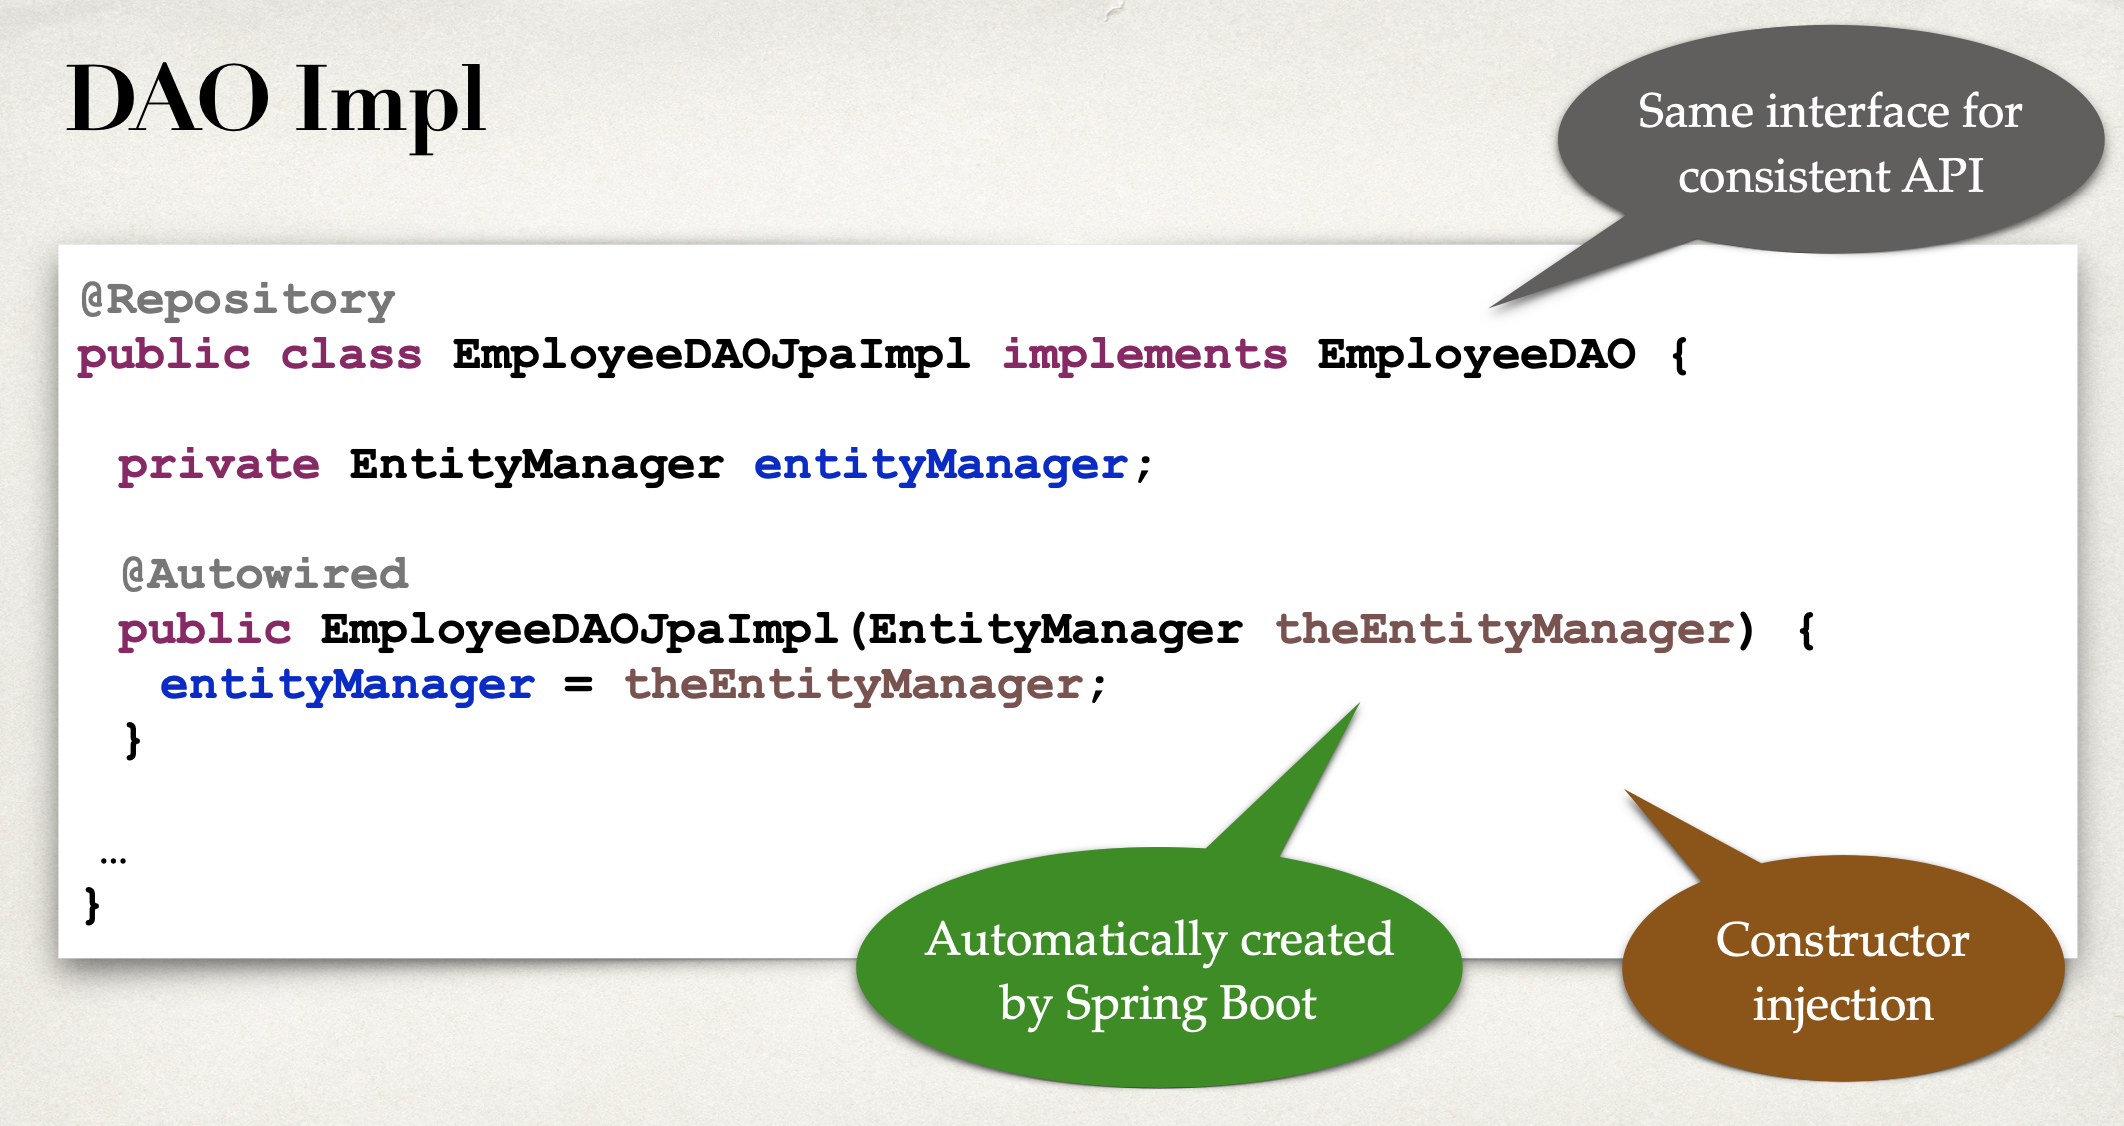 DAO Impl
Same interface for
consistent API
@Repository
public class EmployeeDAOJpaImpl implements EmployeeDAO {
private EntityManager entityManager;
@Autowired
public EmployeeDAOJpaImpl(EntityManager theEntityManager) {
entityManager = theEntityManager;
}
…
}
Automatically created
by Spring Boot
Constructor
injection